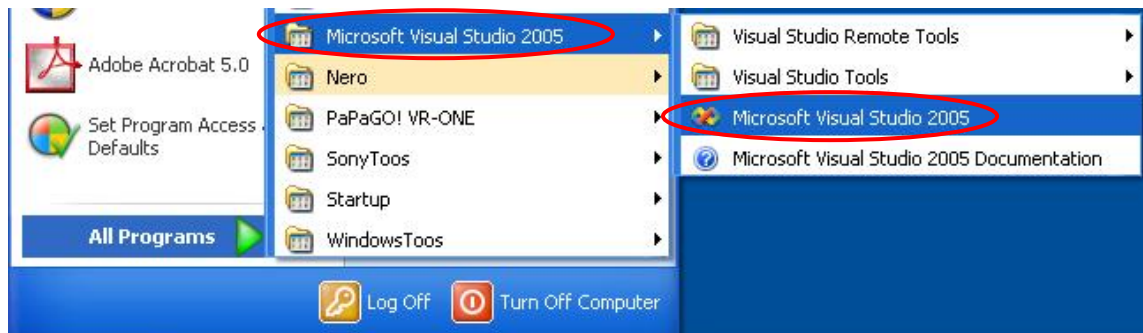 Adobe Acrobat 5.0
Set Program Access
Defaults
All Programs
Microsoft Visual Studio 2005
Nero
PaPaGO! VR-ONE
SonyToos
Startup
WindowsToos
Visual Studio Remote Tools
Visual Studio Tools
Microsoft Visual Studio 2005
Microsoft Visual Studio 2005 Documentation
Log Off
Turn Off Computer